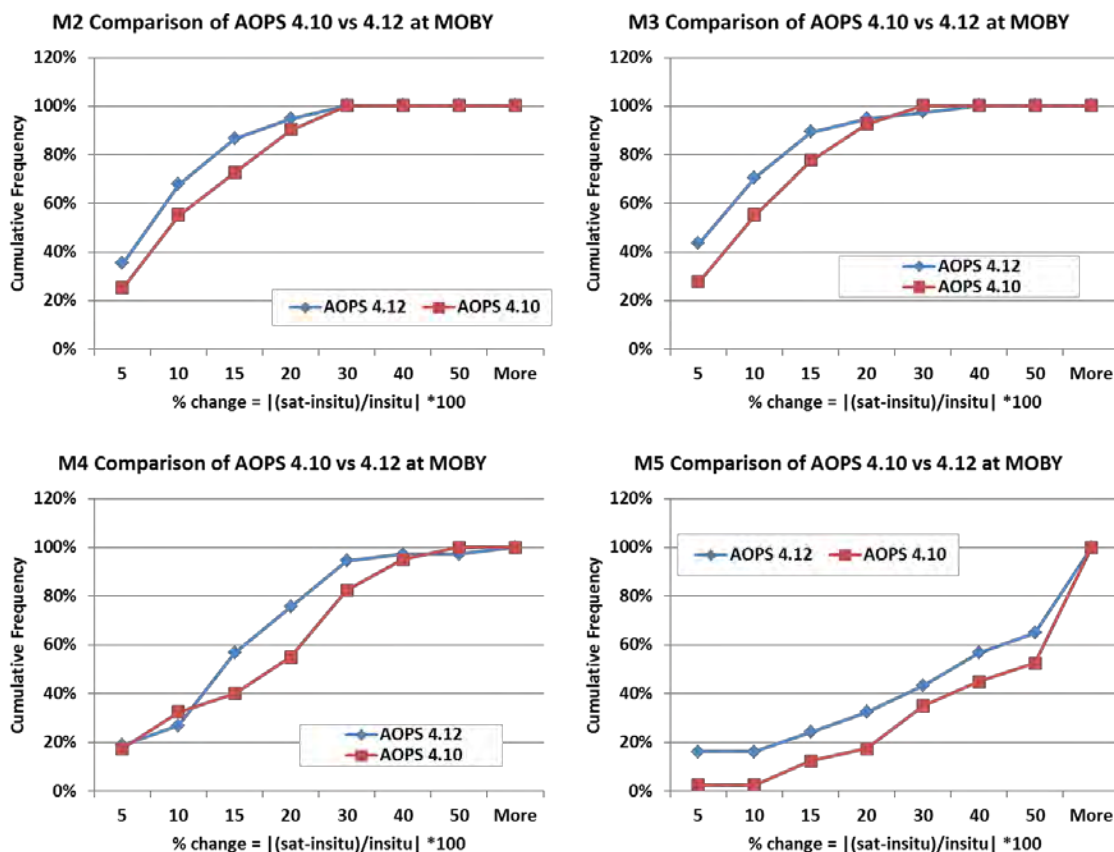 M2 Comparison of AOPS 4.10 vs 4.12 at MOBY
120%
100%
80%
60%
40%
20%
0%
Cumulative Frequency
AOPS 4.12 AOPS 4.10
5 10 15 20 30 40 50 More
% change = |(sat-insitu)/insitu| *100
M3 Comparison of AOPS 4.10 vs 4.12 at MOBY
120%
100%
80%
60%
40%
20%
0%
Cumulative Frequency
AOPS 4.12
AOPS 4.10
5 10 15 20 30 40 50 More
% change = |(sat-insitu)/insitu| *100
M4 Comparison of AOPS 4.10 vs 4.12 at MOBY
120%
100%
80%
60%
40%
20%
0%
Cumulative Frequency
AOPS 4.12
AOPS 4.10
5 10 15 20 30 40 50 More
% change = |(sat-insitu)/insitu| *100
M5 Comparison of AOPS 4.10 vs 4.12 at MOBY
120%
100%
80%
60%
40%
20%
0%
Cumulative Frequency
AOPS 4.12 AOPS 4.10
5 10 15 20 30 40 50 More
% change = |(sat-insitu)/insitu| *100